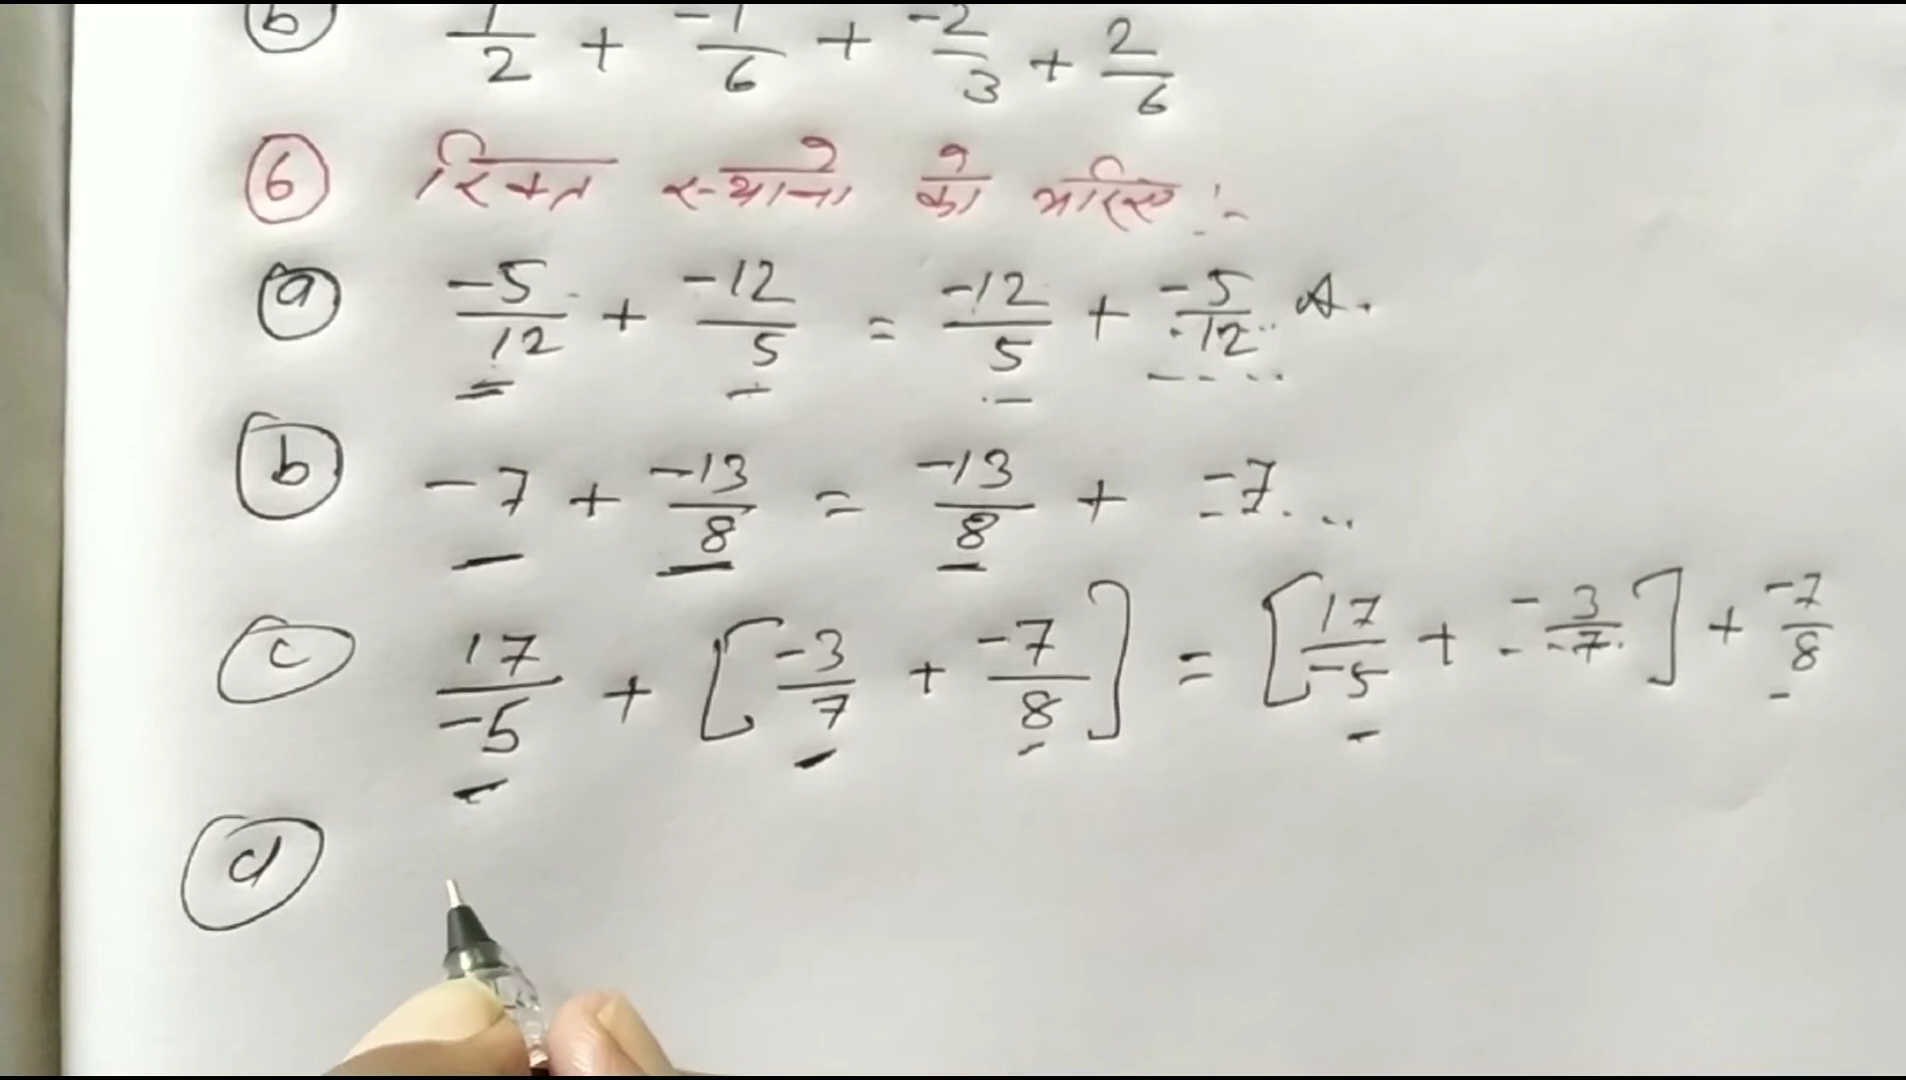 (b) 1/2 + -1/6 + -2/3 + 2/6
(6) रिक्त स्थानों को भरिए :-
(a) -5/12 + -12/5 = -12/5 + -5/12 A.
(b) -7 + -13/8 = -13/8 + -7
(c) 17/-5 + [-3/7 + -7/8] = [17/-5 + -3/7] + -7/8
(d)